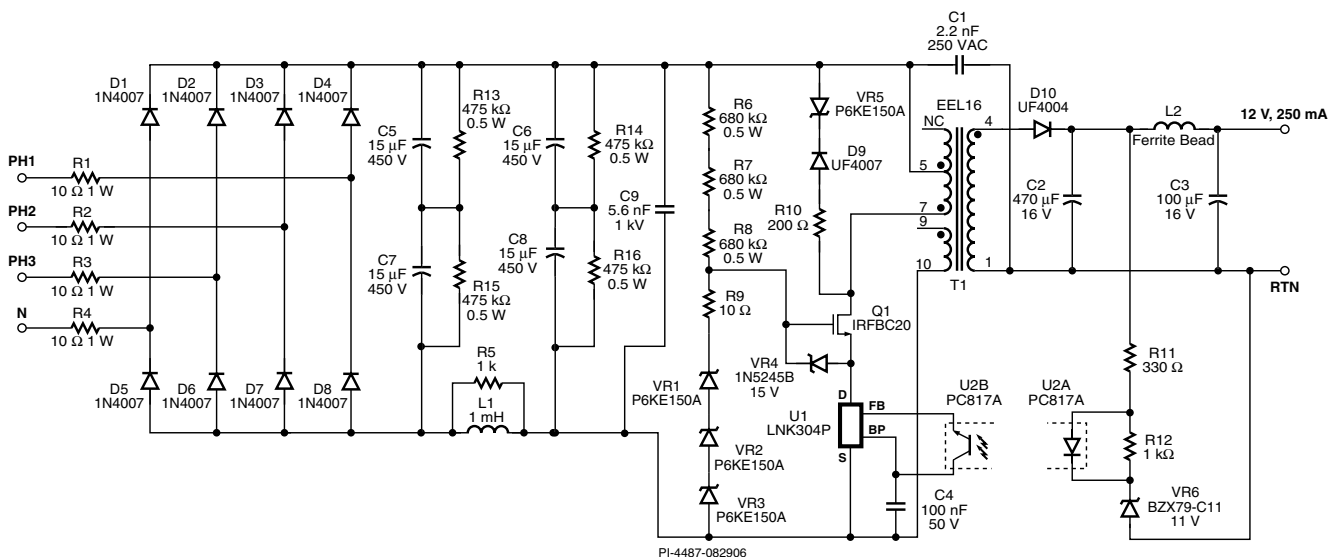 C1
2.2 nF
250 VAC
D1
1N4007
D2
1N4007
D3
1N4007
D4
1N4007
R13
475 kΩ
0.5 W
C5
15 µF
450 V
C6
15 µF
450 V
R14
475 kΩ
0.5 W
R6
680 kΩ
0.5 W
VR5
P6KE150A
EEL16
D10
UF4004
L2
Ferrite Bead
12 V, 250 mA
NC
4
5
D9
UF4007
PH1
R1
10 Ω 1 W
R7
680 kΩ
0.5 W
C9
5.6 nF
1 kV
C2
470 µF
16 V
C3
100 µF
16 V
7
9
R10
200 Ω
PH2
R2
10 Ω 1 W
R8
680 kΩ
0.5 W
C8
15 µF
450 V
R16
475 kΩ
0.5 W
10
1
T1
PH3
R3
10 Ω 1 W
C7
15 µF
450 V
R15
475 kΩ
0.5 W
RTN
N
R4
10 Ω 1 W
R9
10 Ω
Q1
IRFBC20
R5
1 k
L1
1 mH
VR4
1N5245B
15 V
R11
330 Ω
D5
1N4007
D6
1N4007
D7
1N4007
D8
1N4007
VR1
P6KE150A
D
FB
BP
S
U1
LNK304P
U2B
PC817A
U2A
PC817A
R12
1 kΩ
VR2
P6KE150A
VR3
P6KE150A
C4
100 nF
50 V
VR6
BZX79-C11
11 V
PI-4487-082906